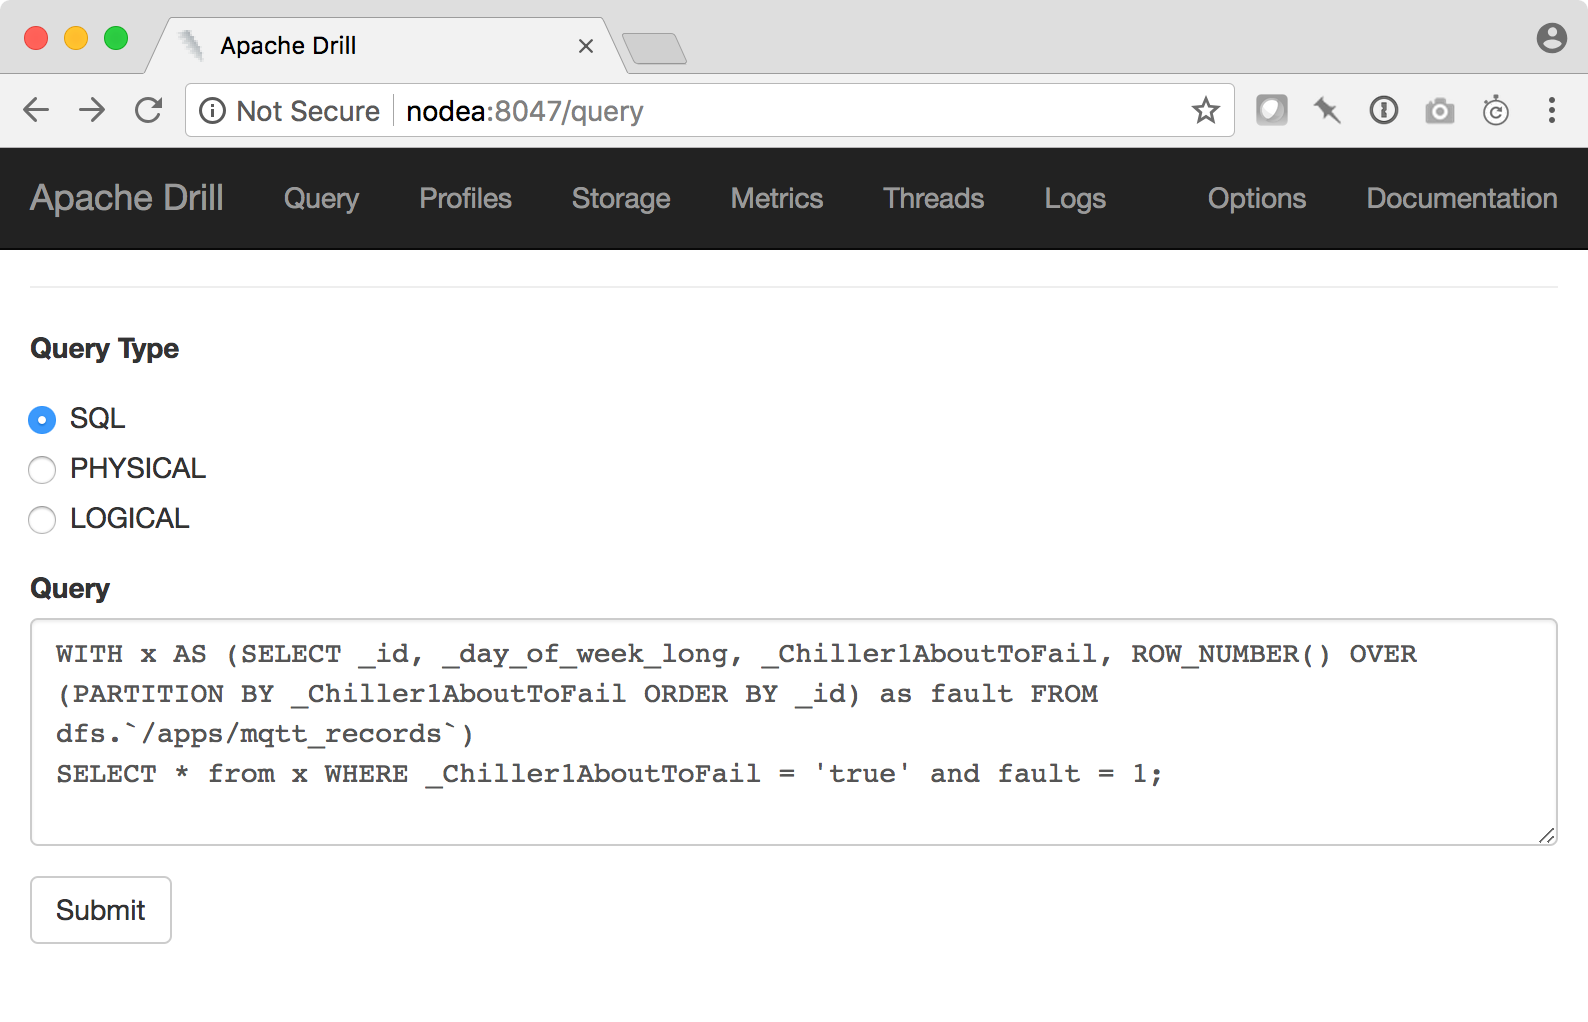 Apache Drill
Not Secure nodea:8047/query
Apache Drill Query Profiles Storage Metrics Threads Logs Options Documentation
Query Type
SQL
PHYSICAL
LOGICAL
Query
WITH x AS (SELECT _id, _day_of_week_long, _Chiller1AboutToFail, ROW_NUMBER() OVER
(PARTITION BY _Chiller1AboutToFail ORDER BY _id) as fault FROM
dfs.`/apps/mqtt_records`)
SELECT * from x WHERE _Chiller1AboutToFail = 'true' and fault = 1;
Submit